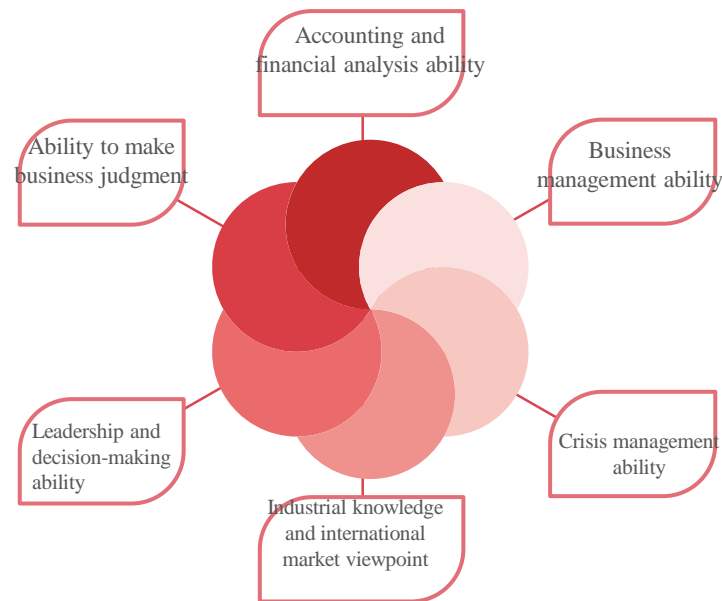 Accounting and
financial analysis ability
Ability to make
business judgment
Business
management ability
Leadership and
decision-making
ability
Crisis management
ability
Industrial knowledge
and international
market viewpoint